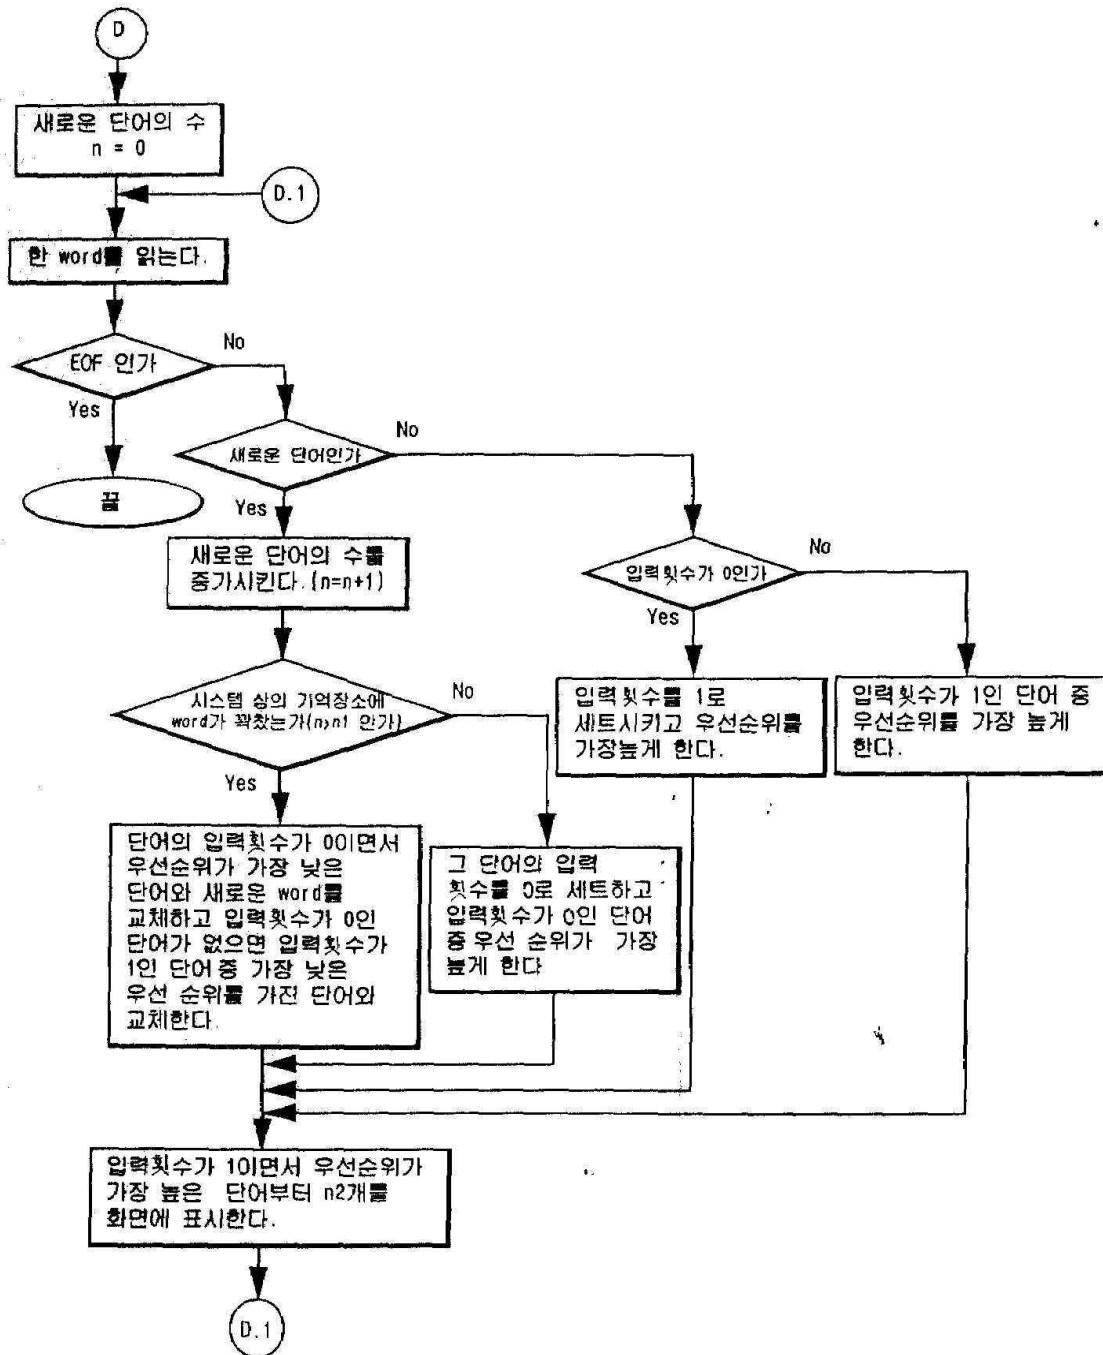 D
새로운 단어의 수
n = 0
D.1
한 word를 읽는다.
EOF 인가
No
Yes
끝
새로운 단어인가
No
Yes
새로운 단어의 수를
증가시킨다.(n=n+1)
입력횟수가 0인가
No
Yes
시스템 상의 기억장소에
word가 꽉찼는가(n>n1 인가)
No
Yes
입력횟수를 1로
세트시키고 우선순위를
가장높게 한다.
입력횟수가 1인 단어 중
우선순위를 가장 높게
한다.
단어의 입력횟수가 0이면서
우선순위가 가장 낮은
단어와 새로운 word를
교체하고 입력횟수가 0인
단어가 없으면 입력횟수가
1인 단어 중 가장 낮은
우선 순위를 가진 단어와
교체한다.
그 단어의 입력
횟수를 0로 세트하고
입력횟수가 0인 단어
중 우선 순위가 가장
높게 한다
입력횟수가 1이면서 우선순위가
가장 높은 단어부터 n2개를
화면에 표시한다.
D.1